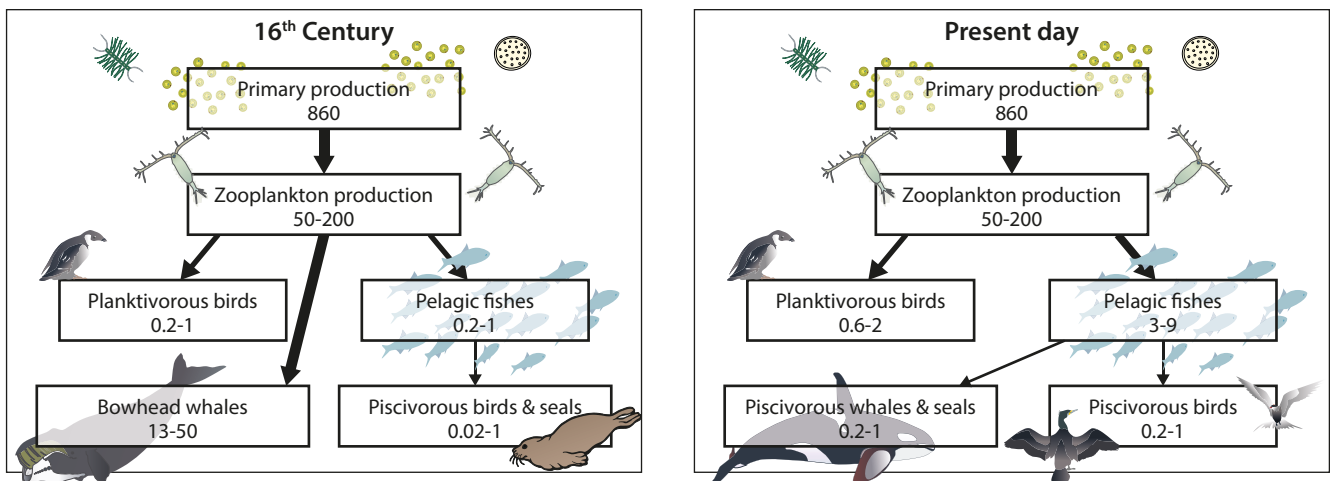 16th Century
Primary production
860
Zooplankton production
50-200
Planktivorous birds
0.2-1
Pelagic fishes
0.2-1
Bowhead whales
13-50
Piscivorous birds & seals
0.02-1
Present day
Primary production
860
Zooplankton production
50-200
Planktivorous birds
0.6-2
Pelagic fishes
3-9
Piscivorous whales & seals
0.2-1
Piscivorous birds
0.2-1